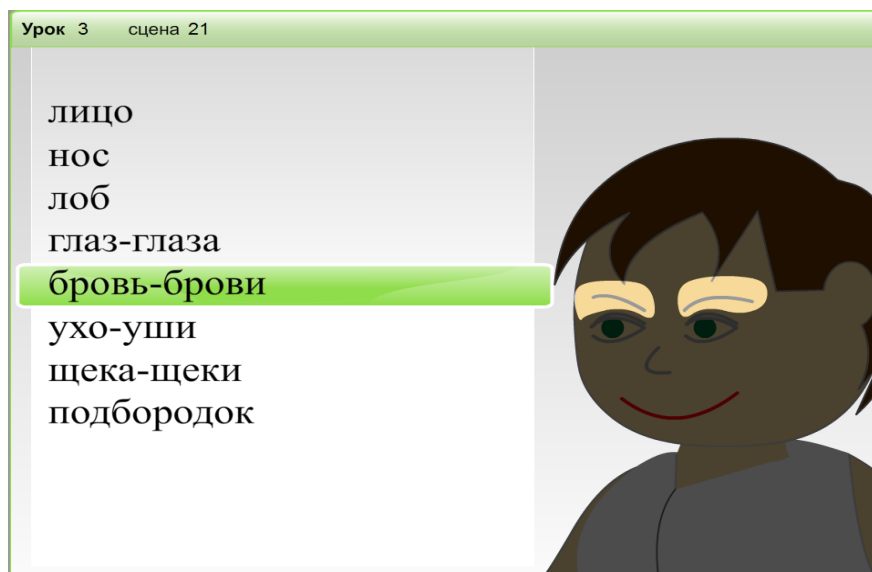 Урок 3 сцена 21
лицо
нос
лоб
глаз-глаза
бровь-брови
ухо-уши
щека-щеки
подбородок